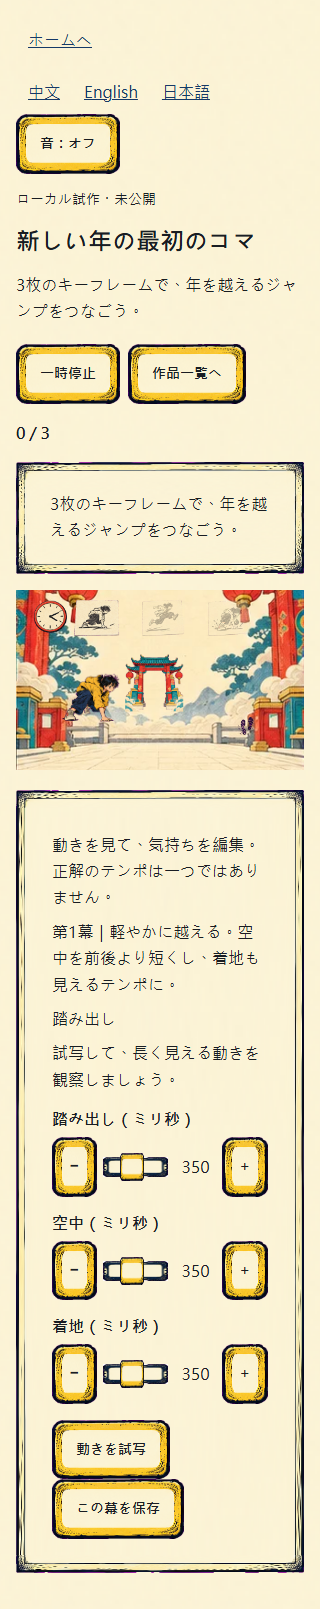 ホームへ
中文 English 日本語
音：オフ
ローカル試作・未公開
新しい年の最初のコマ
3枚のキーフレームで、年を越えるジャ
ンプをつなごう。
一時停止 作品一覧へ
0 / 3
3枚のキーフレームで、年を越
えるジャンプをつなごう。
動きを見て、気持ちを編集。
正解のテンポは一つではあり
ません。
第1幕｜軽やかに越える。空
中を前後より短くし、着地も
見えるテンポに。
踏み出し
試写して、長く見える動きを
観察しましょう。
踏み出し（ミリ秒）
− 350 +
空中（ミリ秒）
− 350 +
着地（ミリ秒）
− 350 +
動きを試写
この幕を保存